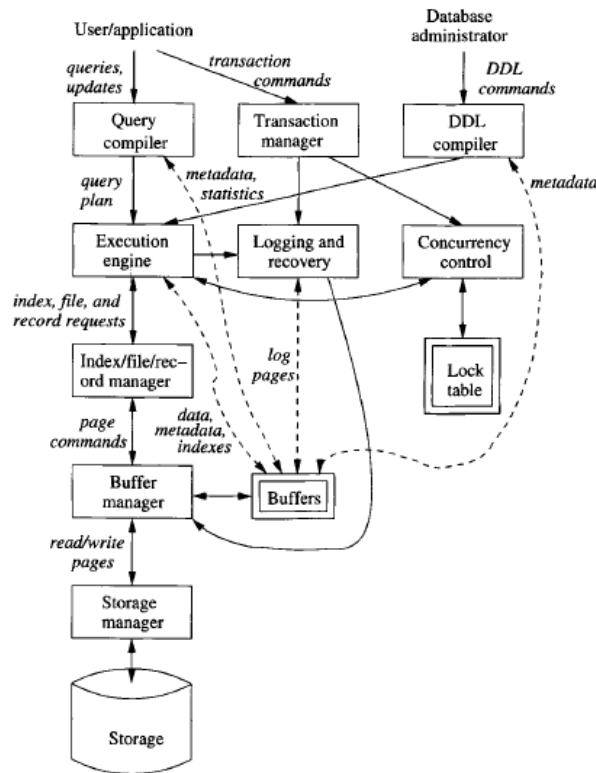 User/application
Database
administrator
queries,
updates
transaction
commands
DDL
commands
Query
compiler
Transaction
manager
DDL
compiler
query
plan
metadata,
statistics
metadata
Execution
engine
Logging and
recovery
Concurrency
control
index, file, and
record requests
Index/file/rec–
ord manager
log
pages
Lock
table
page
commands
data,
metadata,
indexes
Buffer
manager
Buffers
read/write
pages
Storage
manager
Storage